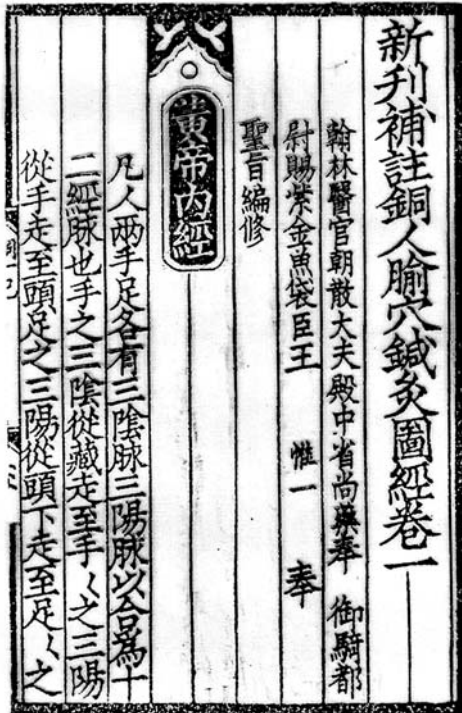 新刋補註銅人腧穴鍼灸圖經卷一
翰林醫官朝散大夫殿中省尚藥奉 御騎都
尉賜紫金魚袋臣王 惟一 奉
聖旨編修
黄帝内經
凡人兩手足各有三陰脉三陽脉以合爲十
二經脉也手之三陰從藏走至手〻之三陽
從手走至頭足之三陽從頭下走至足〻之